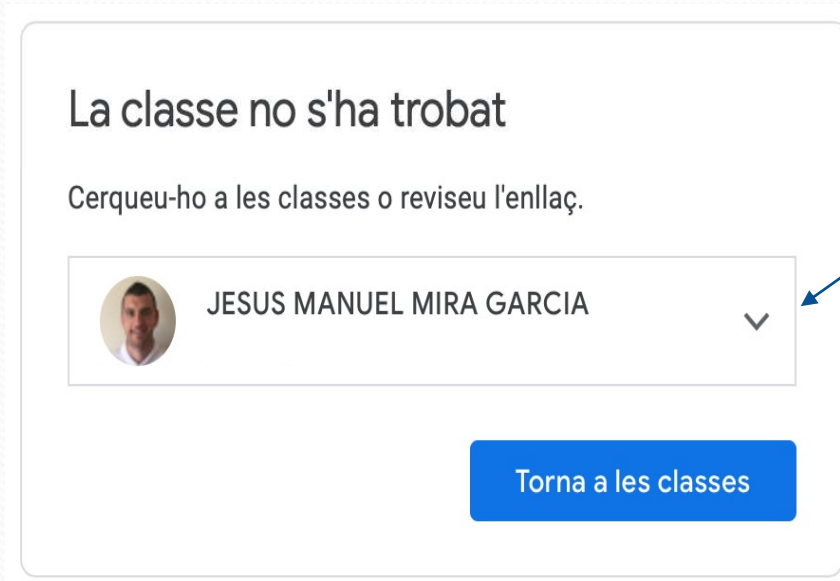 La classe no s'ha trobat
Cerqueu-ho a les classes o reviseu l'enllaç.
JESUS MANUEL MIRA GARCIA
Torna a les classes